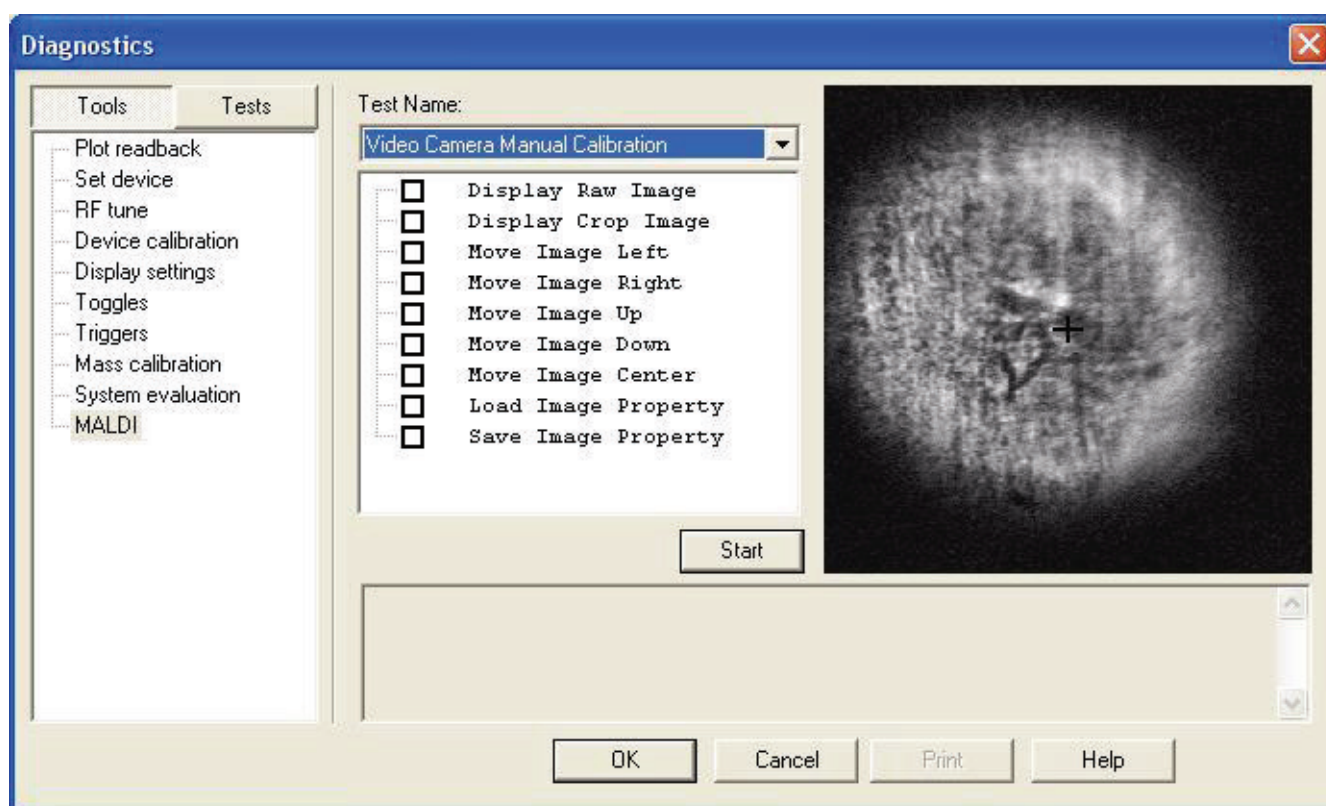 Diagnostics
Tools Tests
Plot readback
Set device
RF tune
Device calibration
Display settings
Toggles
Triggers
Mass calibration
System evaluation
MALDI
Test Name:
Video Camera Manual Calibration
Display Raw Image
Display Crop Image
Move Image Left
Move Image Right
Move Image Up
Move Image Down
Move Image Center
Load Image Property
Save Image Property
Start
OK Cancel Print Help